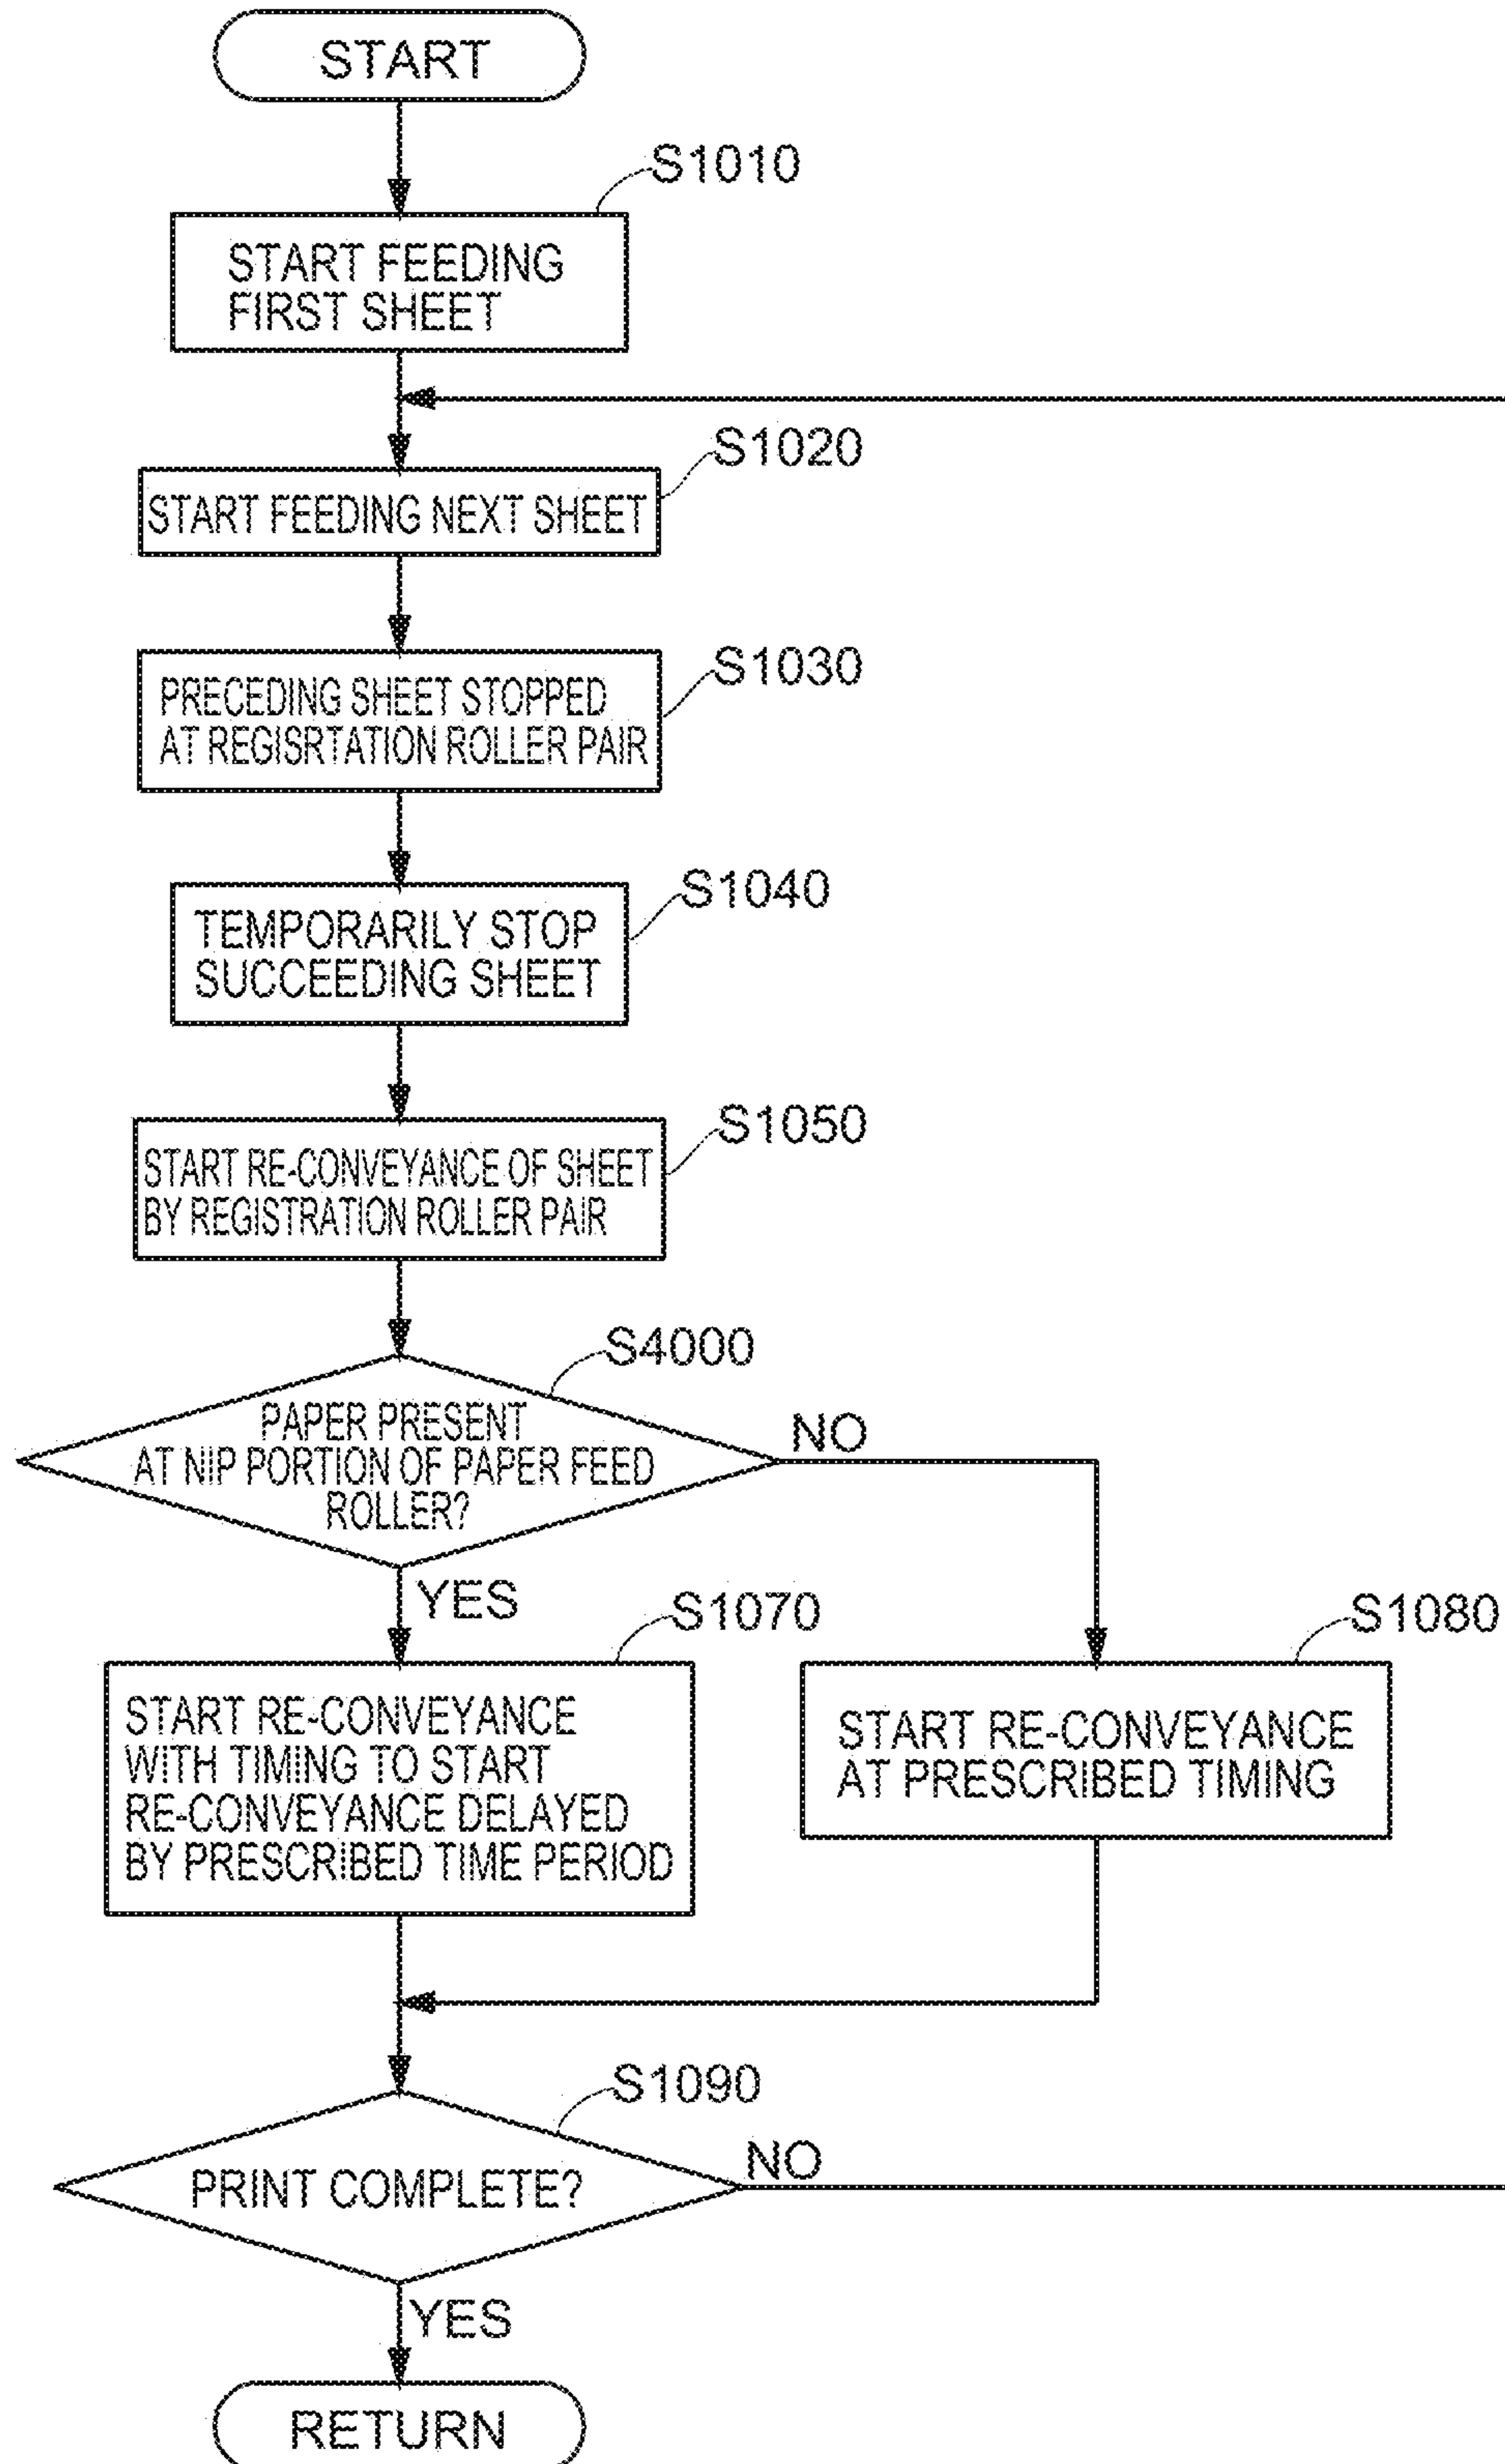 START
S1010
START FEEDING
FIRST SHEET
S1020
START FEEDING NEXT SHEET
S1030
PRECEDING SHEET STOPPED
AT REGISRTATION ROLLER PAIR
S1040
TEMPORARILY STOP
SUCCEEDING SHEET
S1050
START RE-CONVEYANCE OF SHEET
BY REGISTRATION ROLLER PAIR
S4000
PAPER PRESENT
AT NIP PORTION OF PAPER FEED
ROLLER?
NO
YES
S1070
START RE-CONVEYANCE
WITH TIMING TO START
RE-CONVEYANCE DELAYED
BY PRESCRIBED TIME PERIOD
S1080
START RE-CONVEYANCE
AT PRESCRIBED TIMING
S1090
PRINT COMPLETE?
NO
YES
RETURN